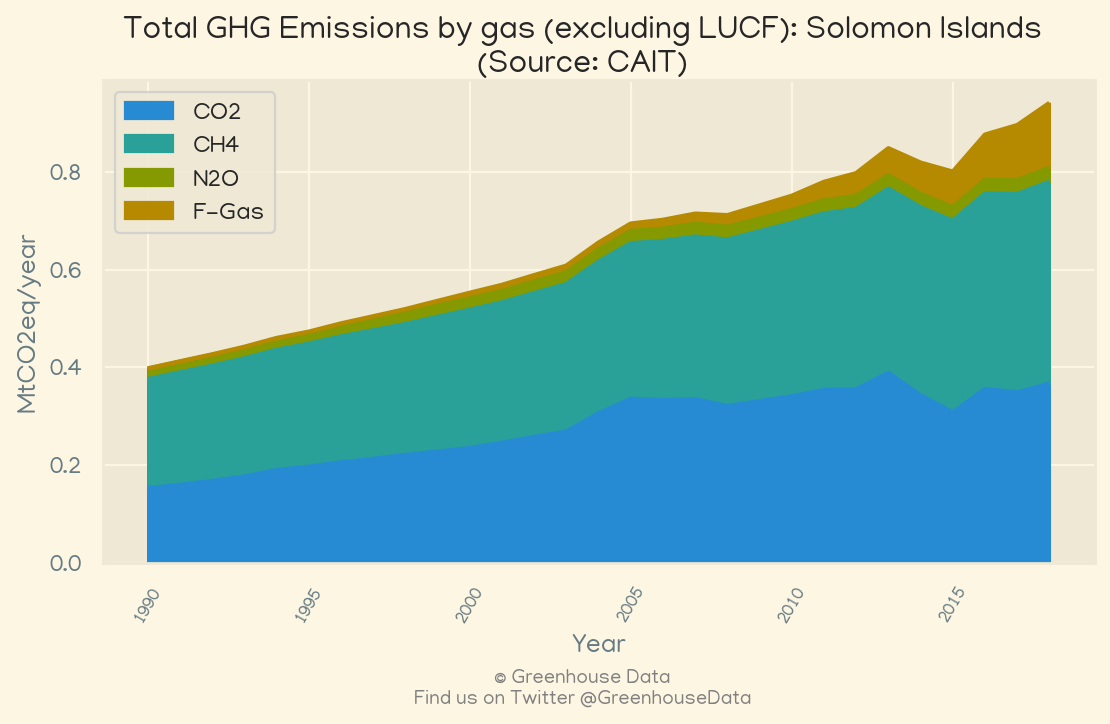 Total GHG Emissions by gas (excluding LUCF): Solomon Islands
(Source: CAIT)
CO2
CH4
N2O
F-Gas
MtCO2eq/year
0.8
0.6
0.4
0.2
0.0
1990
1995
2000
2005
2010
2015
Year
© Greenhouse Data
Find us on Twitter @GreenhouseData